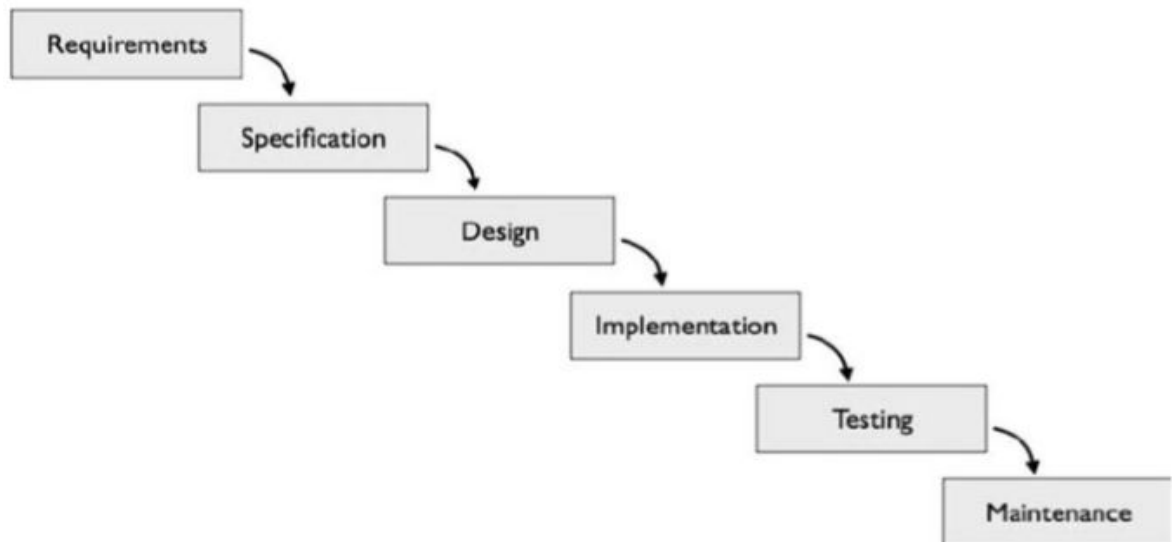 Requirements
Specification
Design
Implementation
Testing
Maintenance